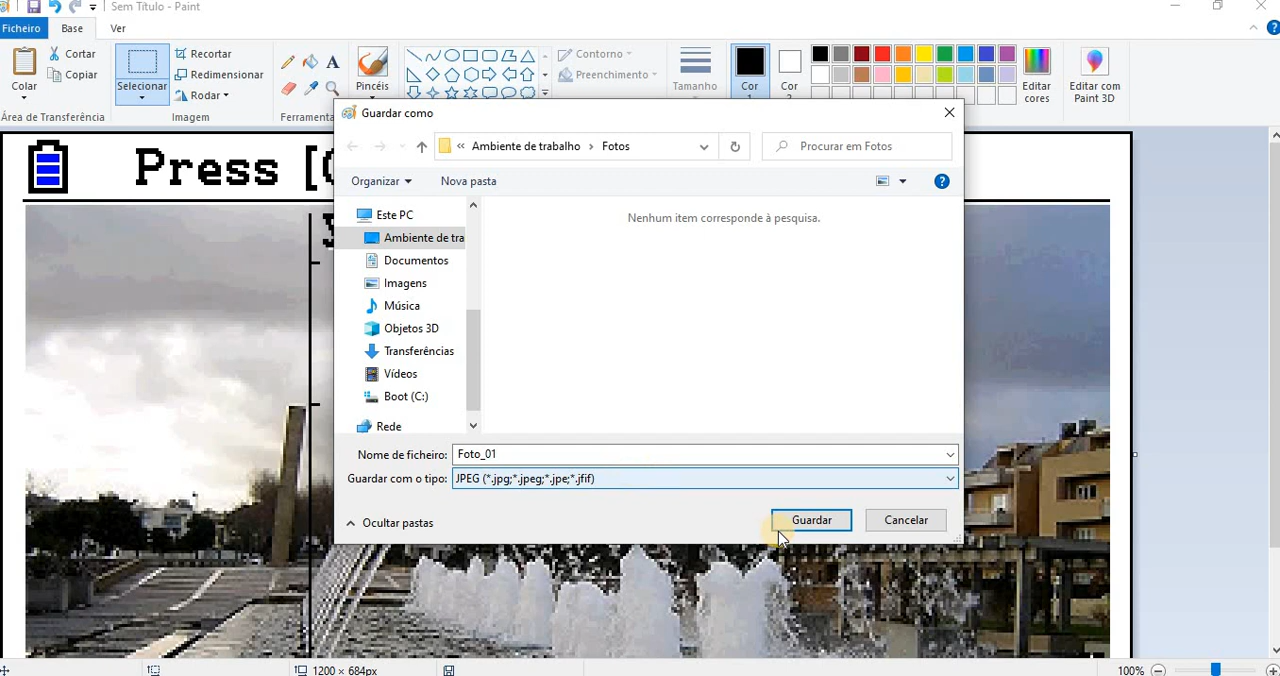 Sem Título - Paint
Ficheiro Base Ver
Colar
Cortar
Copiar
Área de Transferência
Selecionar
Recortar
Redimensionar
Rodar
Imagem
Ferramenta
Pincéis
Contorno
Preenchimento
Tamanho
Cor
1
Cor
2
Editar
cores
Editar com
Paint 3D
Press [
Guardar como
« Ambiente de trabalho › Fotos
Procurar em Fotos
Organizar Nova pasta
Este PC
Ambiente de tra
Documentos
Imagens
Música
Objetos 3D
Transferências
Vídeos
Boot (C:)
Rede
Nenhum item corresponde à pesquisa.
Nome de ficheiro: Foto_01
Guardar com o tipo: JPEG (*.jpg;*.jpeg;*.jpe;*.jfif)
Ocultar pastas
Guardar Cancelar
1200 × 684px
100%